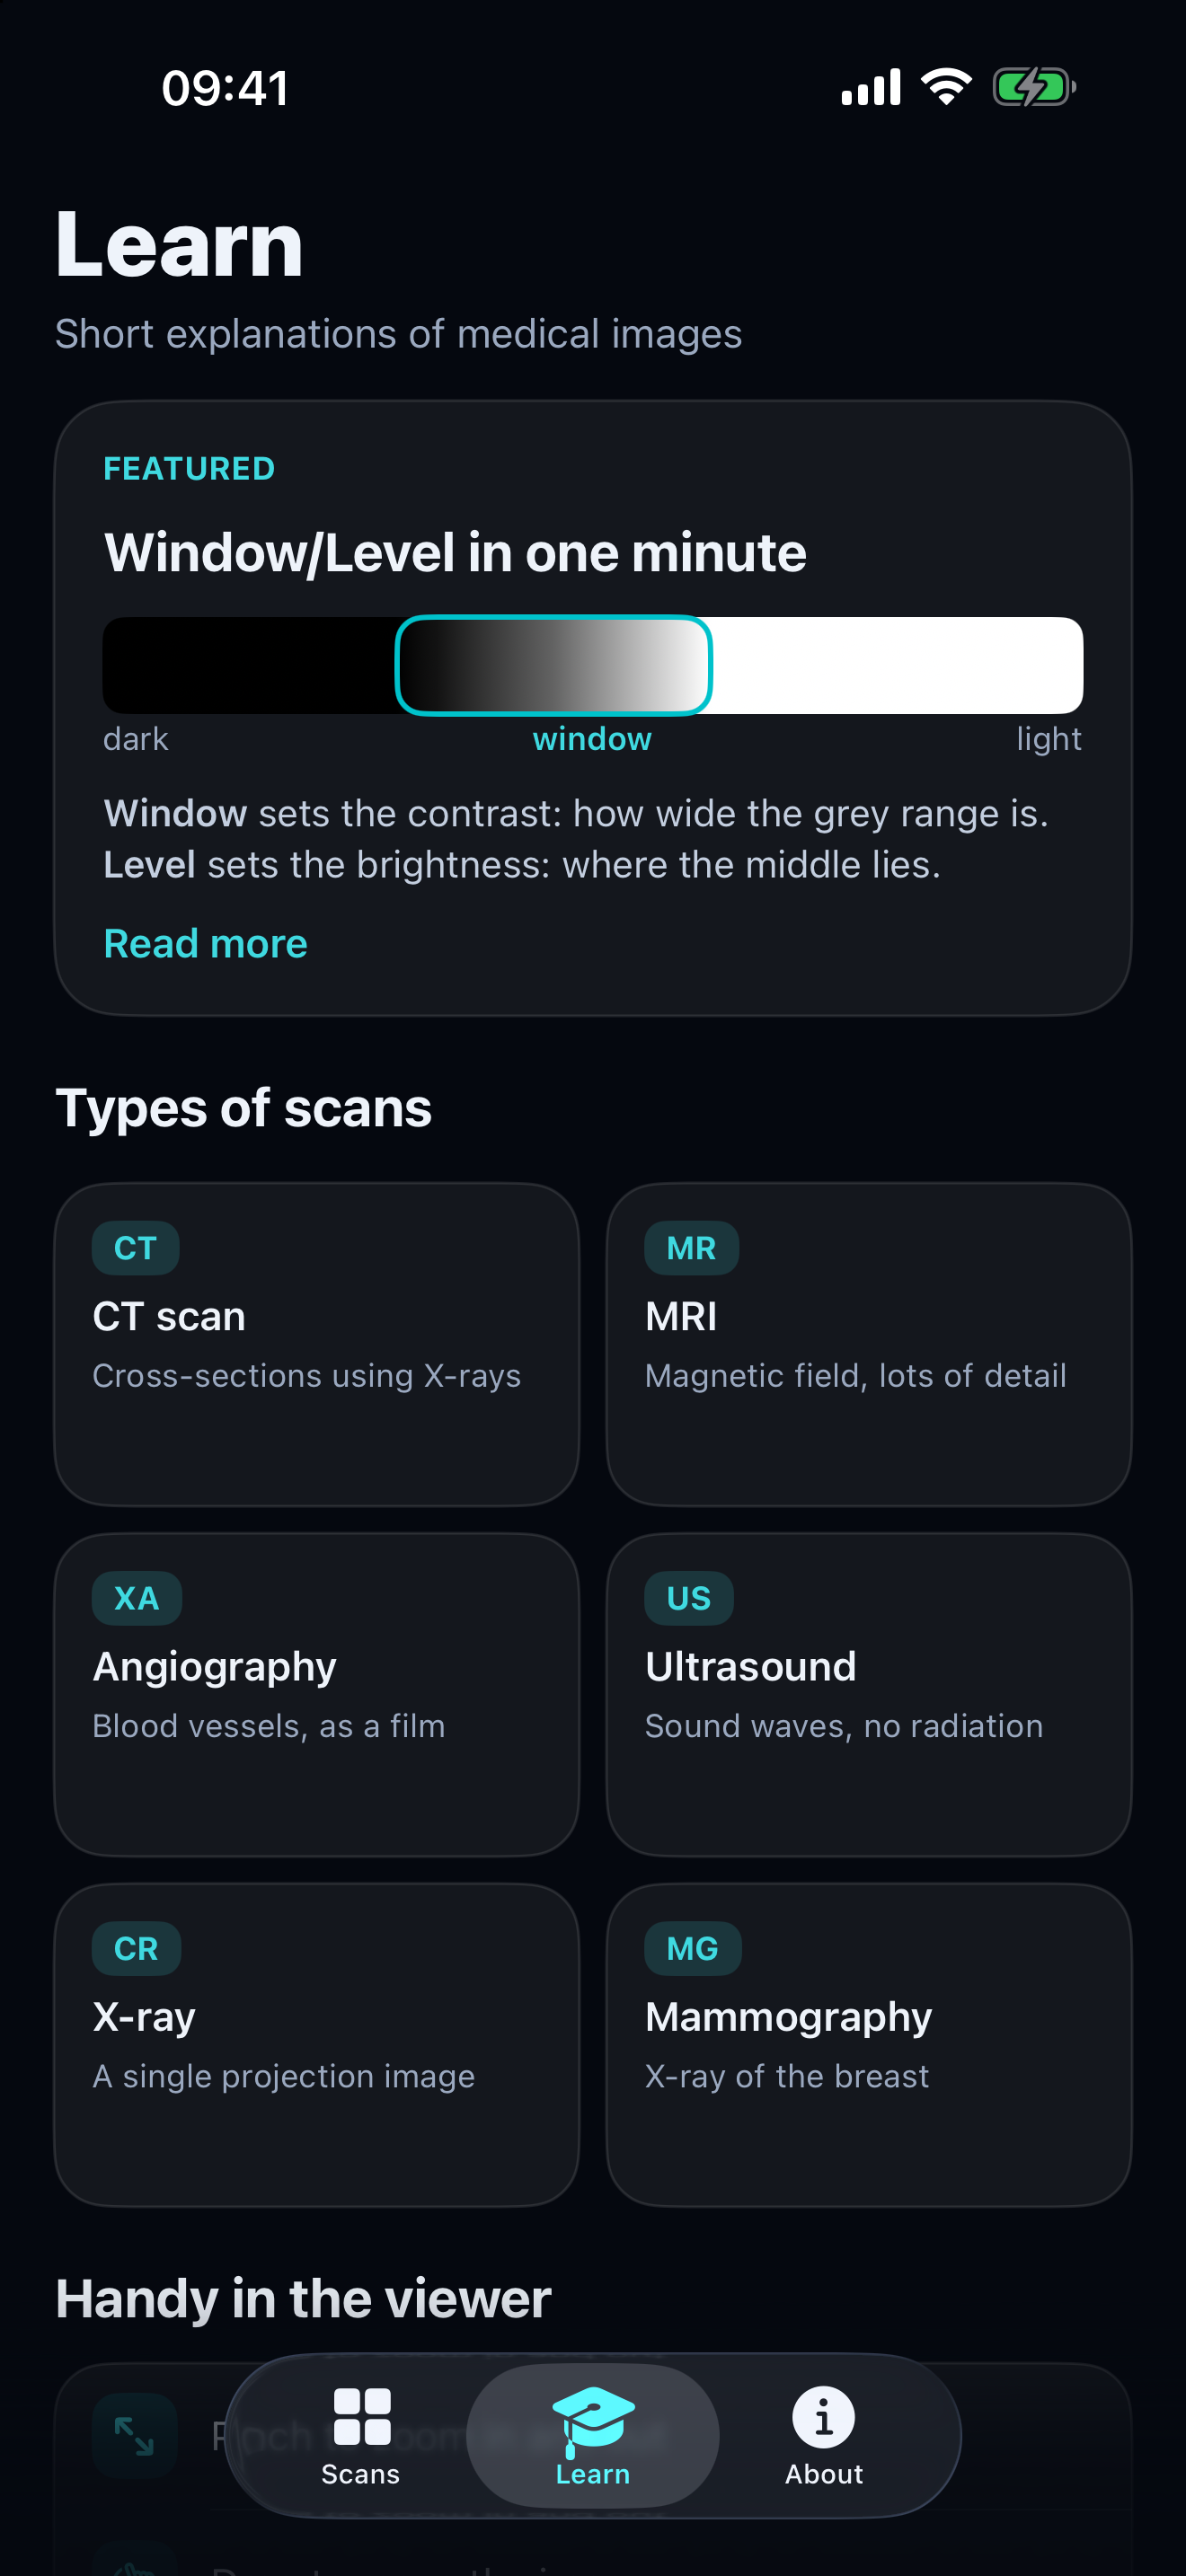 09:41
Learn
Short explanations of medical images
FEATURED
Window/Level in one minute
dark
window
light
Window sets the contrast: how wide the grey range is.
Level sets the brightness: where the middle lies.
Read more
Types of scans
CT
CT scan
Cross-sections using X-rays
MR
MRI
Magnetic field, lots of detail
XA
Angiography
Blood vessels, as a film
US
Ultrasound
Sound waves, no radiation
CR
X-ray
A single projection image
MG
Mammography
X-ray of the breast
Handy in the viewer
Scans
Learn
About